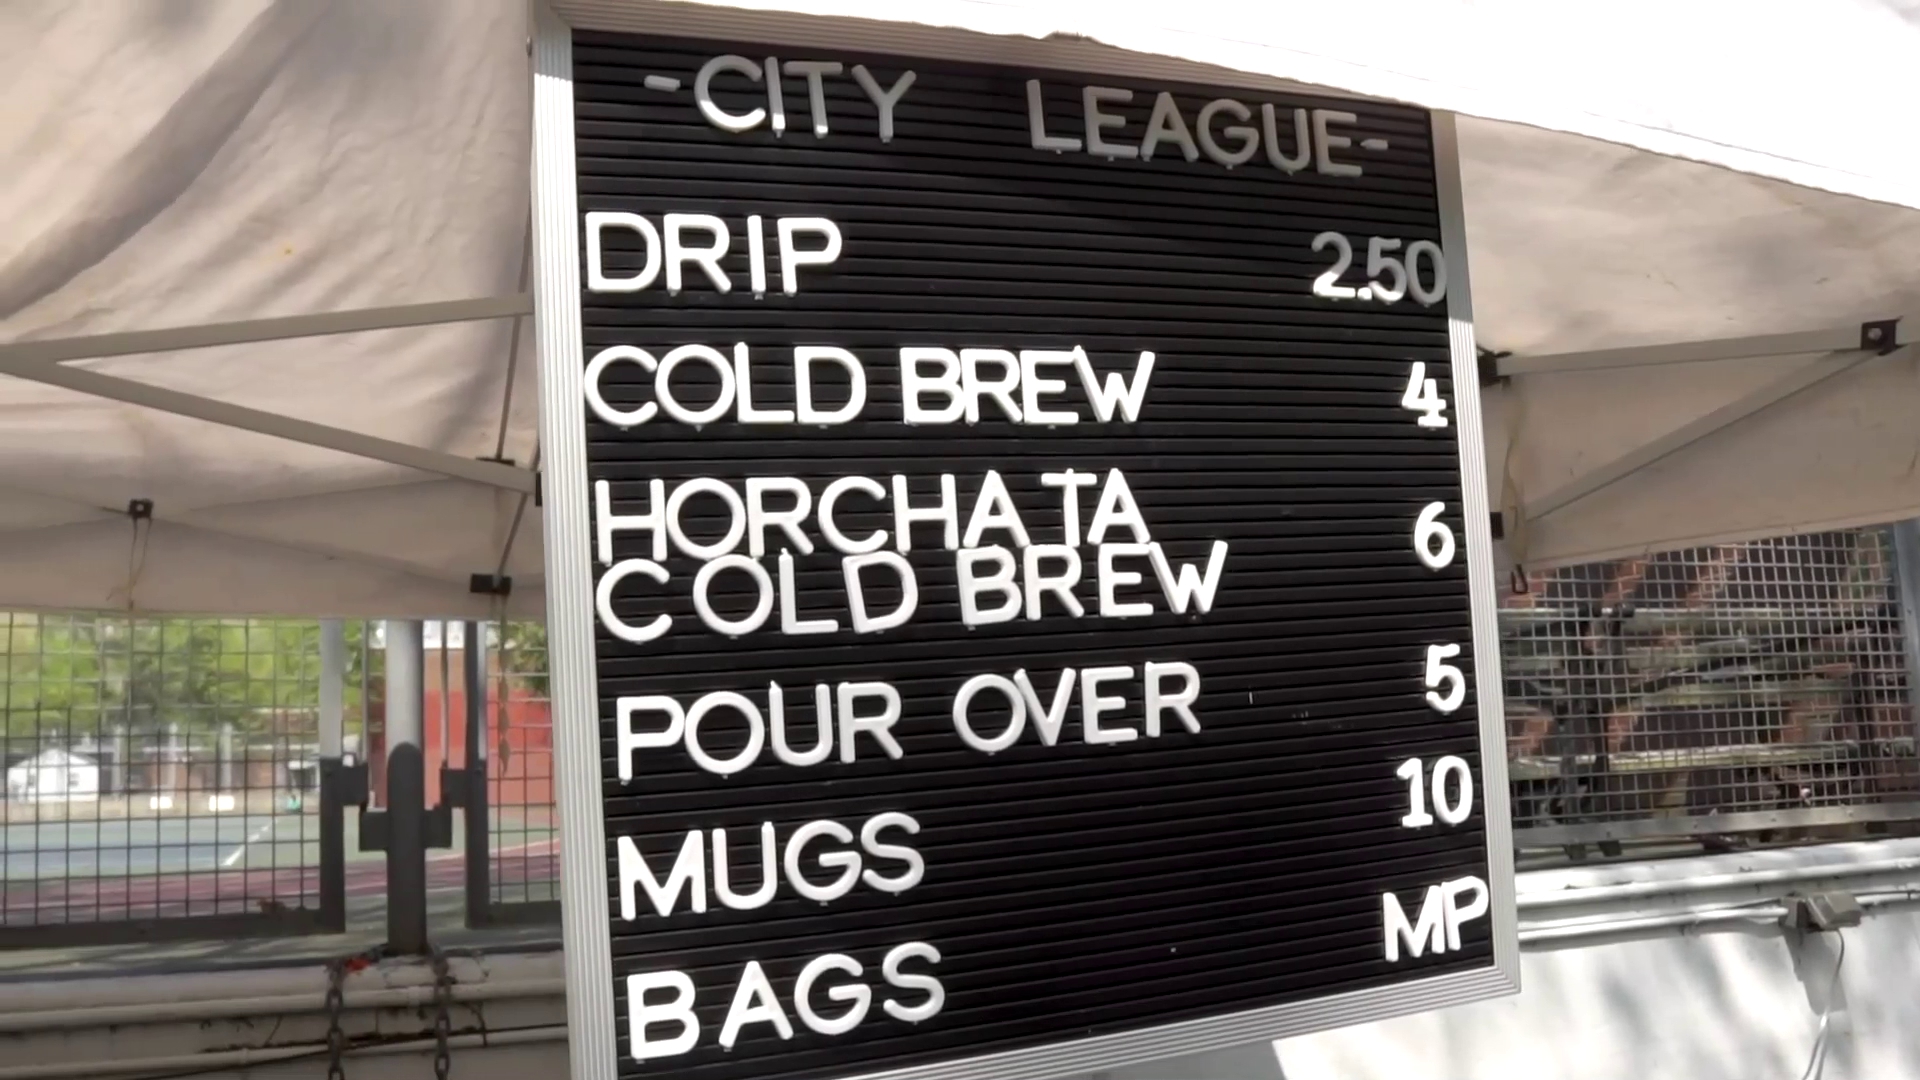 -CITY LEAGUE-
DRIP 2.50
COLD BREW 4
HORCHATA
COLD BREW 6
POUR OVER 5
MUGS 10
BAGS MP